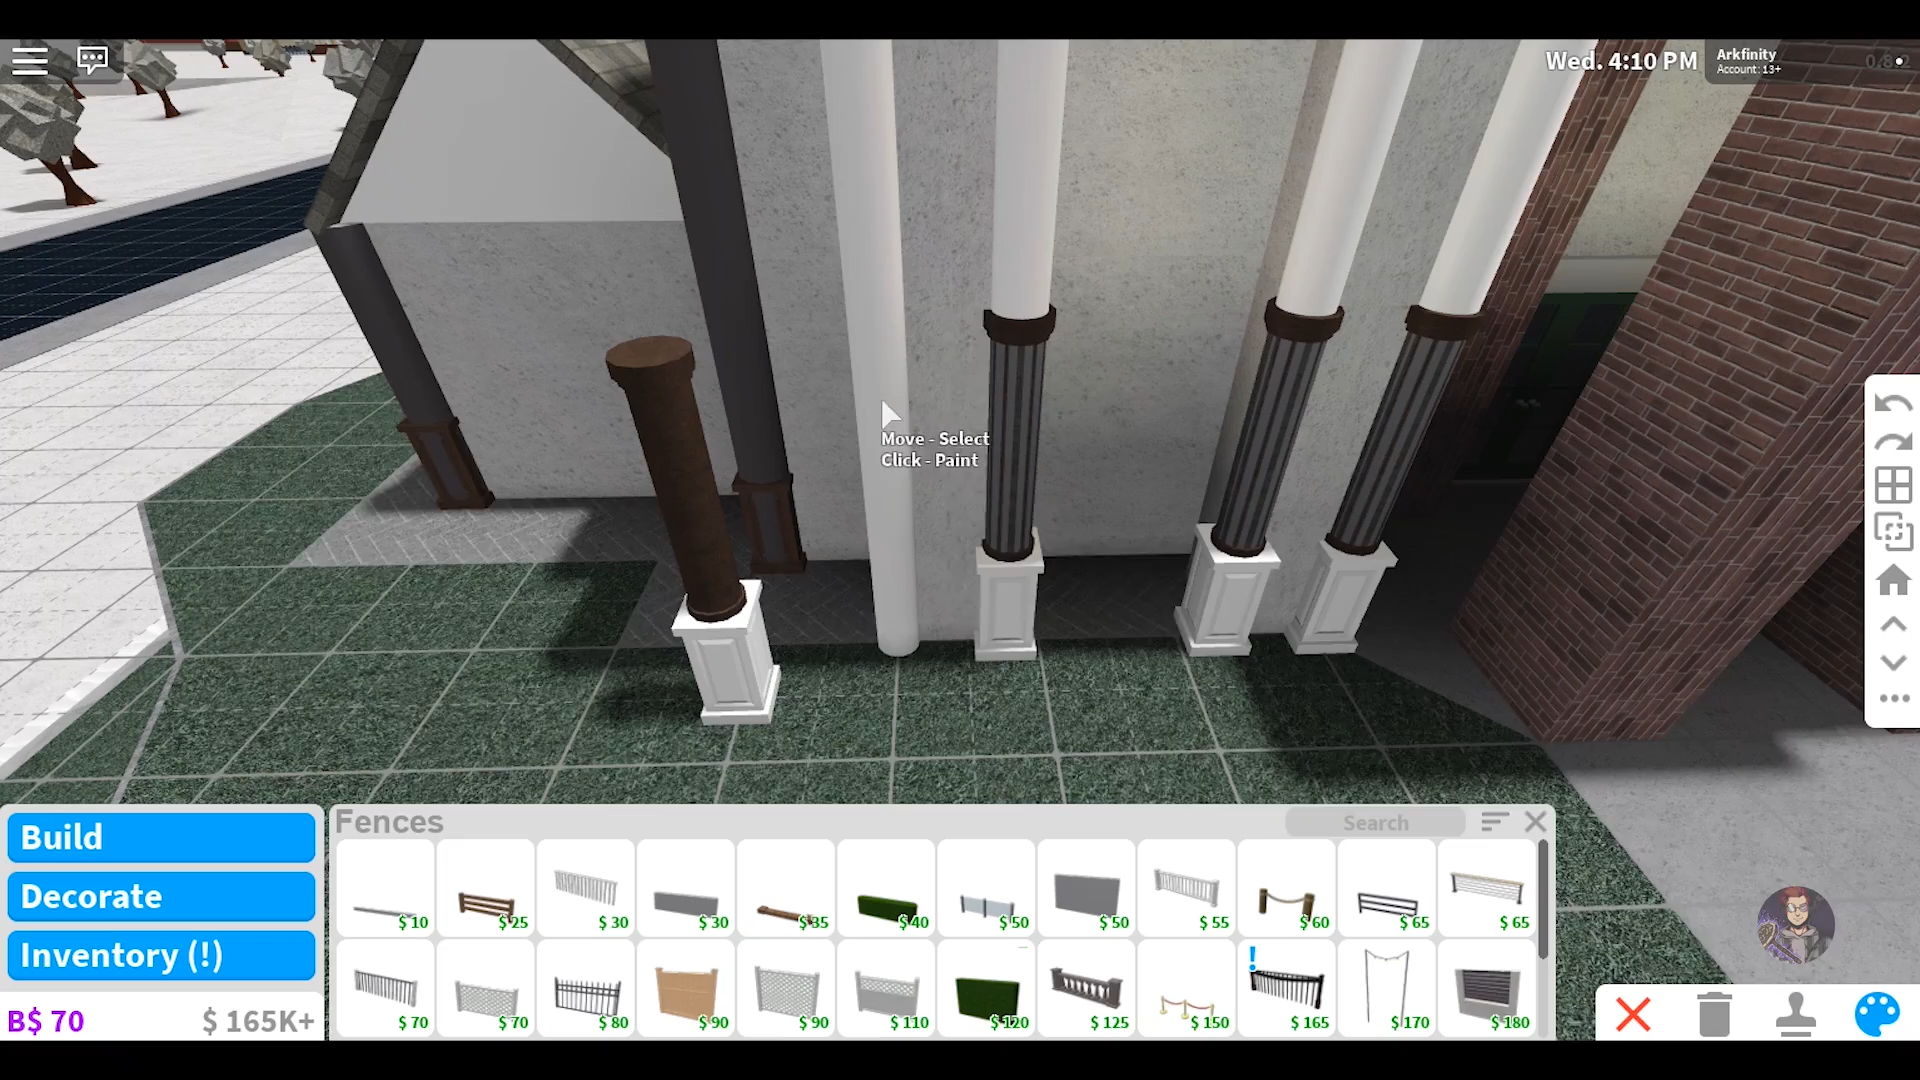 Wed. 4:10 PM
Arkfinity
Account: 13+
Move - Select
Click - Paint
Build
Decorate
Inventory (!)
B$ 70
$ 165K+
Fences
Search
$ 10
$ 25
$ 30
$ 30
$ 35
$ 40
$ 50
$ 50
$ 55
$ 60
$ 65
$ 65
$ 70
$ 70
$ 80
$ 90
$ 90
$ 110
$ 120
$ 125
$ 150
!
$ 165
$ 170
$ 180